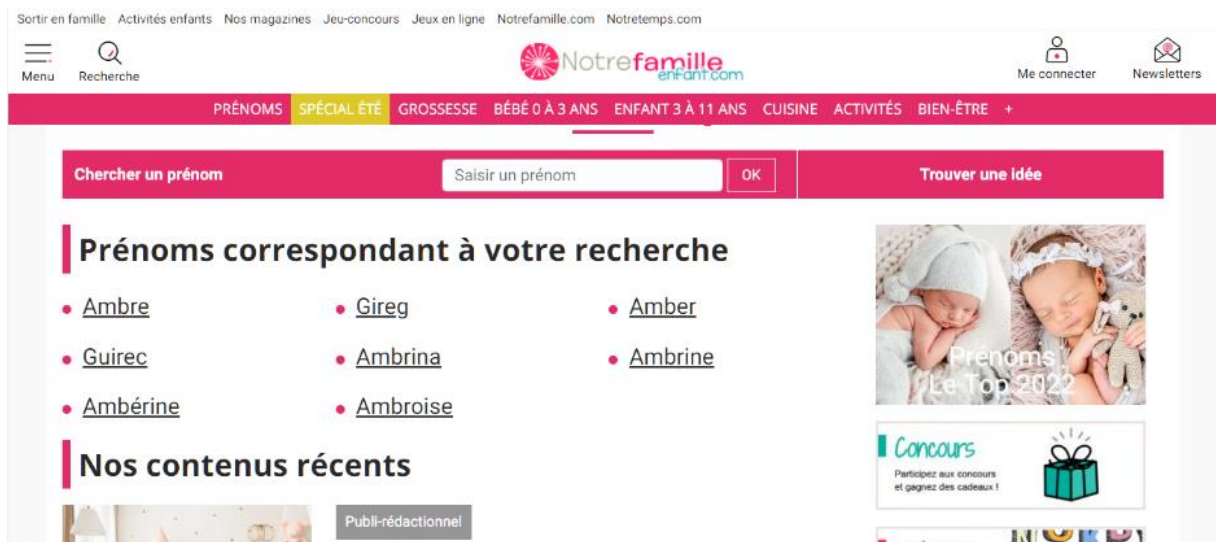 Sortir en famille Activités enfants Nos magazines Jeu-concours Jeux en ligne Notrefamille.com Notretemps.com
Menu
Recherche
Notrefamille
enfant.com
Me connecter
Newsletters
PRÉNOMS SPÉCIAL ÉTÉ GROSSESSE BÉBÉ 0 À 3 ANS ENFANT 3 À 11 ANS CUISINE ACTIVITÉS BIEN-ÊTRE +
Chercher un prénom
Saisir un prénom
OK
Trouver une idée
Prénoms correspondant à votre recherche
Ambre
Gireg
Amber
Guirec
Ambrina
Ambrine
Ambérine
Ambroise
Prénoms
Le Top 2022
Concours
Participez aux concours
et gagnez des cadeaux !
Nos contenus récents
Publi-rédactionnel